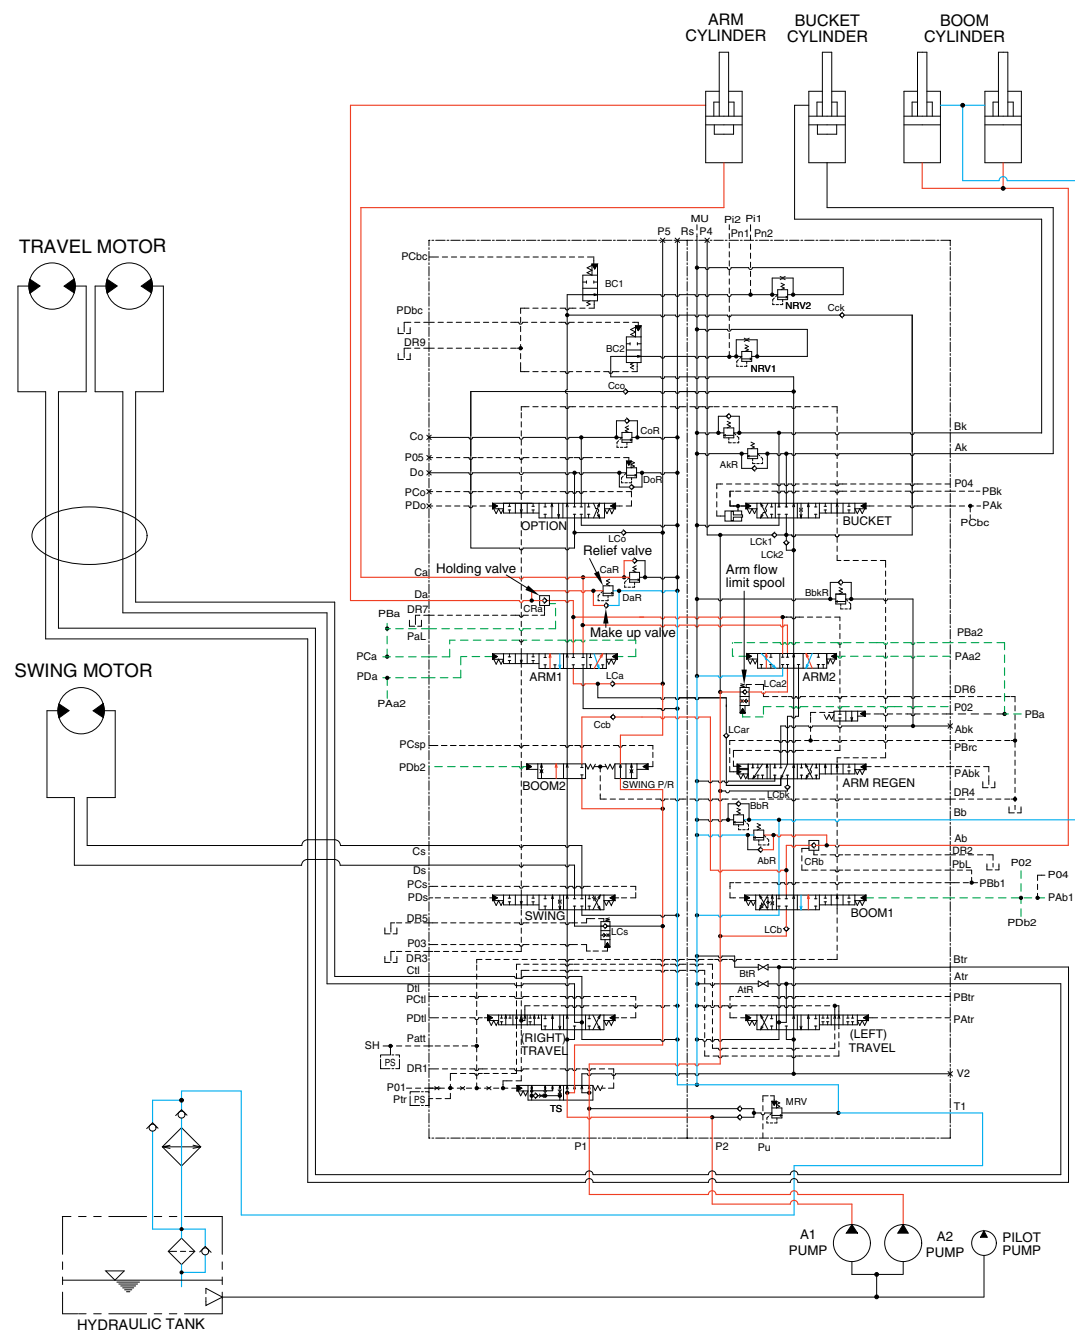 ARM
CYLINDER
BUCKET
CYLINDER
BOOM
CYLINDER
TRAVEL MOTOR
MU
Pi2 Pi1
P5
Rs
P4
Pn1
Pn2
PCbc
BC1
NRV2
Cck
PDbc
DR9
BC2
NRV1
Cco
Co
CoR
Bk
P05
Ak
Do
DoR
AkR
P04
PCo
PBk
PDo
PAk
OPTION
BUCKET
PCbc
LCo
LCk1
LCk2
Relief valve
Holding valve
CaR
Arm flow
limit spool
Ca
Da
DaR
BbkR
CRa
PBa
DR7
PaL
Make up valve
PBa2
PCa
PAa2
PDa
ARM1
ARM2
LCa
LCa2
PAa2
DR6
P02
PBa
Ccb
LCar
Abk
PCsp
PBrc
PDb2
PAbk
BOOM2
SWING P/R
ARM REGEN
LCbk
DR4
BbR
Bb
SWING MOTOR
AbR
CRb
Ab
Cs
DR2
P02
Ds
PbL
P04
PCs
PBb1
PDs
PAb1
SWING
BOOM1
DR5
LCs
PDb2
P03
LCb
DR3
Ctl
BtR
Btr
Dtl
AtR
Atr
PCtl
PBtr
PDtl
PAtr
(RIGHT)
TRAVEL
(LEFT)
TRAVEL
Patt
SH
PS
DR1
V2
P01
Ptr
PS
TS
MRV
T1
P1
P2
Pu
A1
PUMP
A2
PUMP
PILOT
PUMP
HYDRAULIC TANK